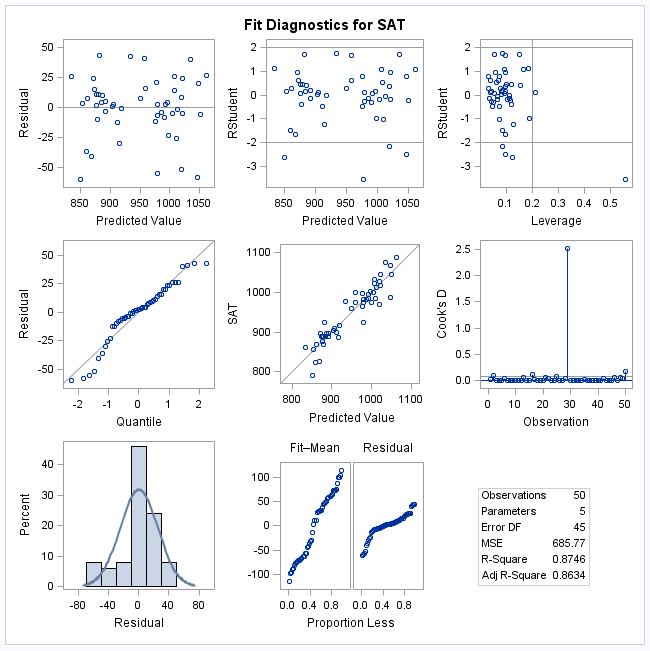 Fit Diagnostics for SAT
50
25
0
-25
-50
Residual
850 900 950 1000 1050
Predicted Value
2
1
0
-1
-2
-3
RStudent
850 900 950 1000 1050
Predicted Value
2
1
0
-1
-2
-3
RStudent
0.1 0.2 0.3 0.4 0.5
Leverage
50
25
0
-25
-50
Residual
-2 -1 0 1 2
Quantile
1100
1000
900
800
SAT
800 900 1000 1100
Predicted Value
2.5
2.0
1.5
1.0
0.5
0.0
Cook's D
0 10 20 30 40 50
Observation
40
30
20
10
0
Percent
-80 -40 0 40 80
Residual
Fit–Mean Residual
100
50
0
-50
-100
0.0 0.4 0.8 0.0 0.4 0.8
Proportion Less
Observations 50
Parameters 5
Error DF 45
MSE 685.77
R-Square 0.8746
Adj R-Square 0.8634